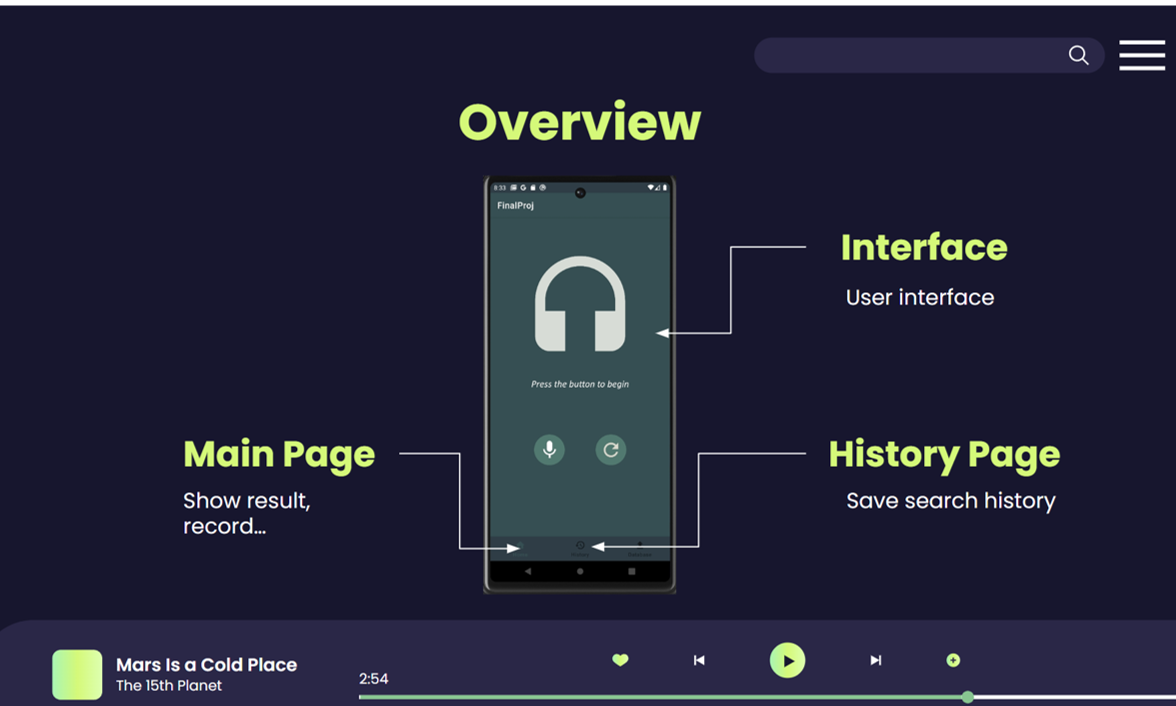 Overview
8:33
FinalProj
Interface
User interface
Press the button to begin
Main Page
Show result,
record...
History Page
Save search history
Mars Is a Cold Place
The 15th Planet
2:54